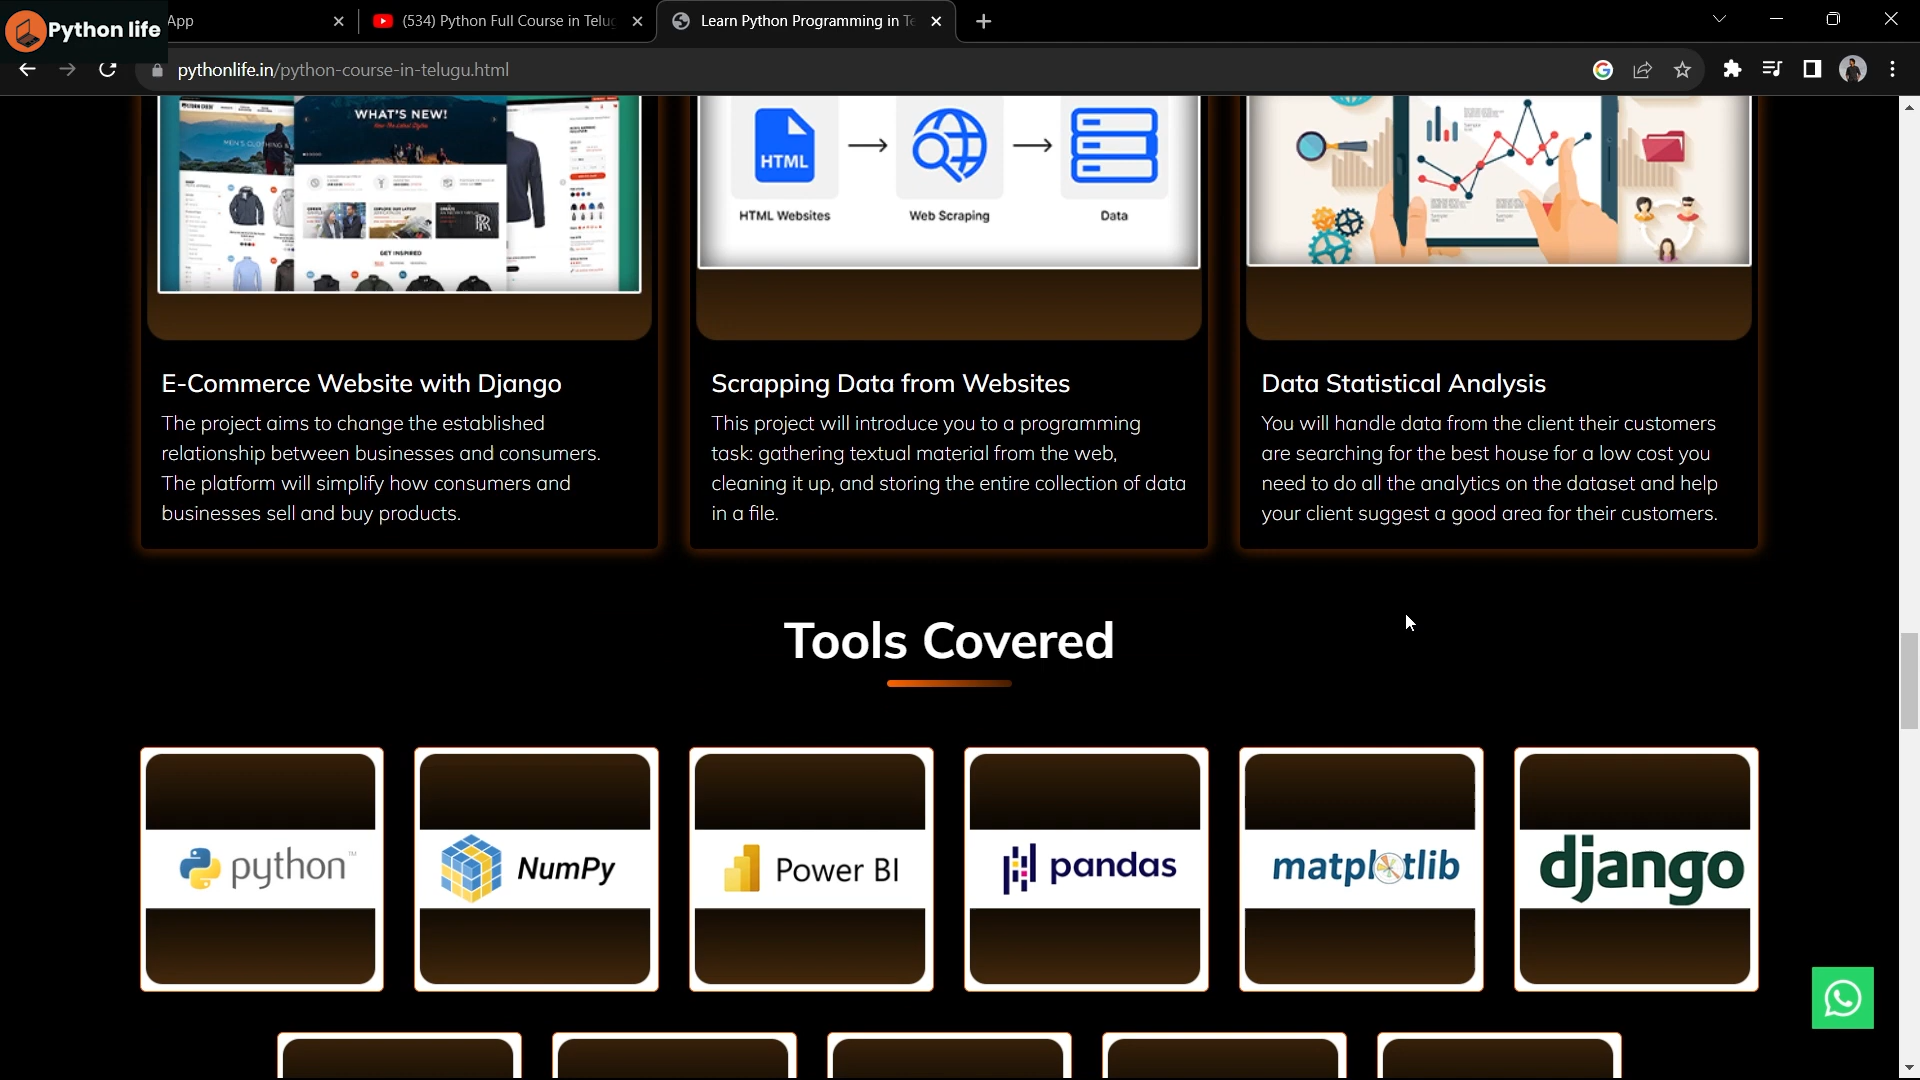 Python life
App
(534) Python Full Course in Telug
Learn Python Programming in Te
pythonlife.in/python-course-in-telugu.html
WHAT'S NEW!
MEN'S CLOTHING &
GET INSPIRED
HTML
HTML Websites
Web Scraping
Data
E-Commerce Website with Django
The project aims to change the established
relationship between businesses and consumers.
The platform will simplify how consumers and
businesses sell and buy products.
Scrapping Data from Websites
This project will introduce you to a programming
task: gathering textual material from the web,
cleaning it up, and storing the entire collection of data
in a file.
Data Statistical Analysis
You will handle data from the client their customers
are searching for the best house for a low cost you
need to do all the analytics on the dataset and help
your client suggest a good area for their customers.
Tools Covered
python™
NumPy
Power BI
pandas
matplotlib
django